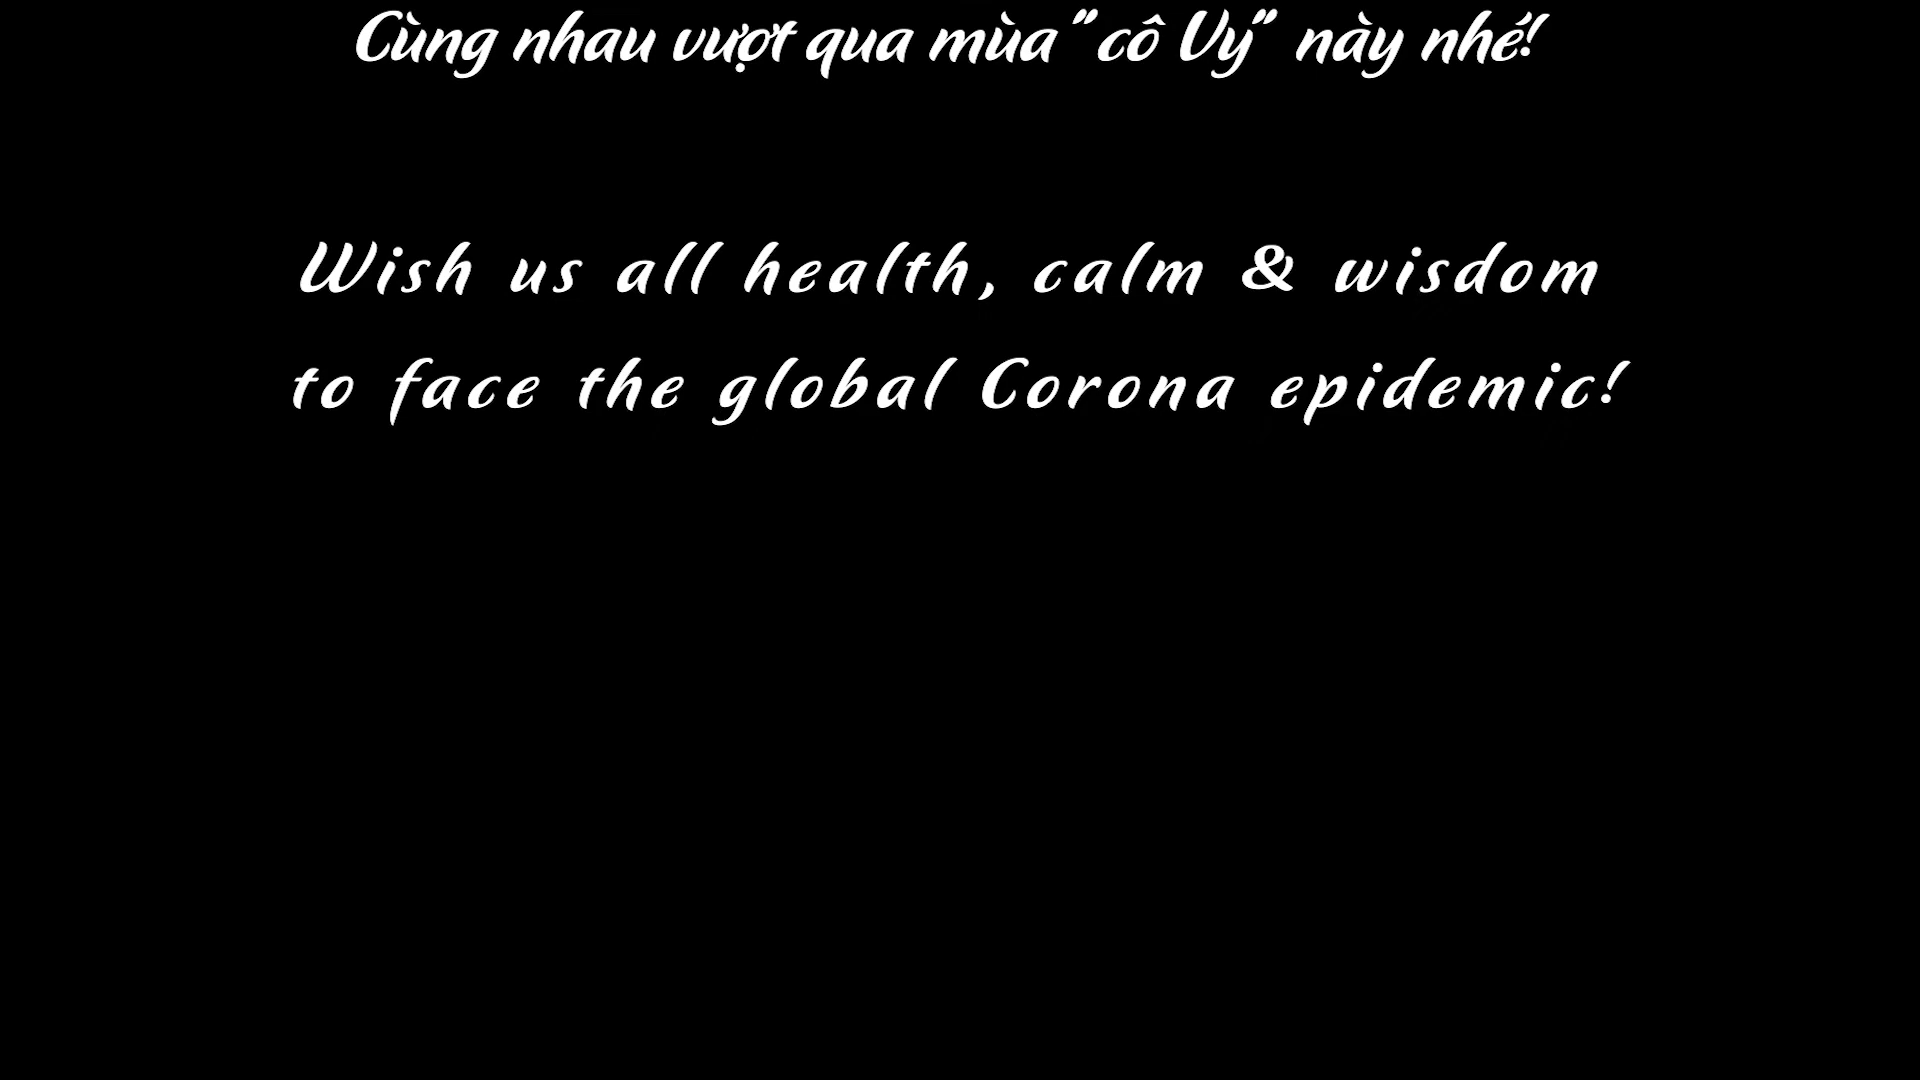 Cùng nhau vượt qua mùa "cô Vy" này nhé!
Wish us all health, calm & wisdom
to face the global Corona epidemic!